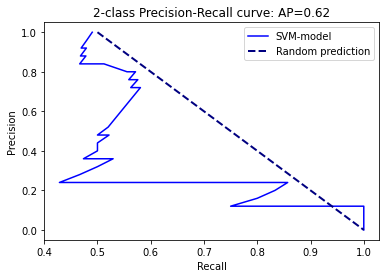 2-class Precision-Recall curve: AP=0.62
SVM-model
Random prediction
Precision
1.0
0.8
0.6
0.4
0.2
0.0
0.4 0.5 0.6 0.7 0.8 0.9 1.0
Recall